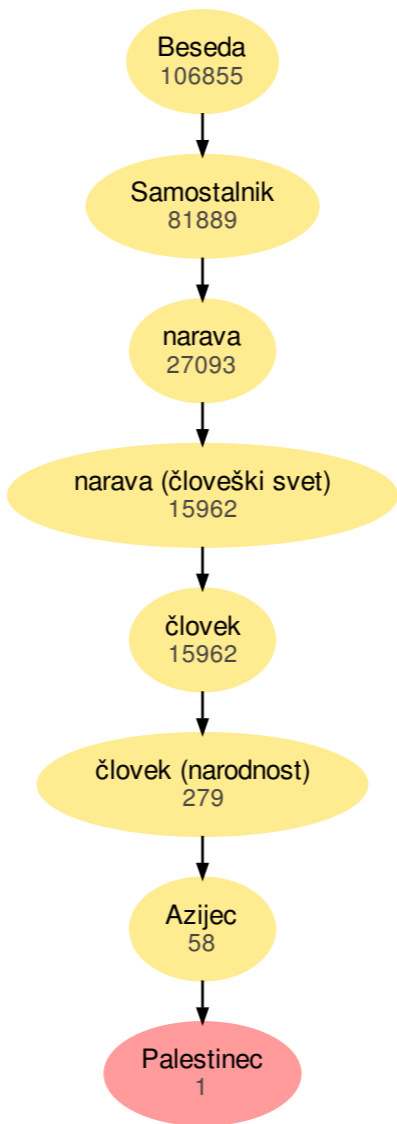 Beseda
106855
Samostalnik
81889
narava
27093
narava (človeški svet)
15962
človek
15962
človek (narodnost)
279
Azijec
58
Palestinec
1